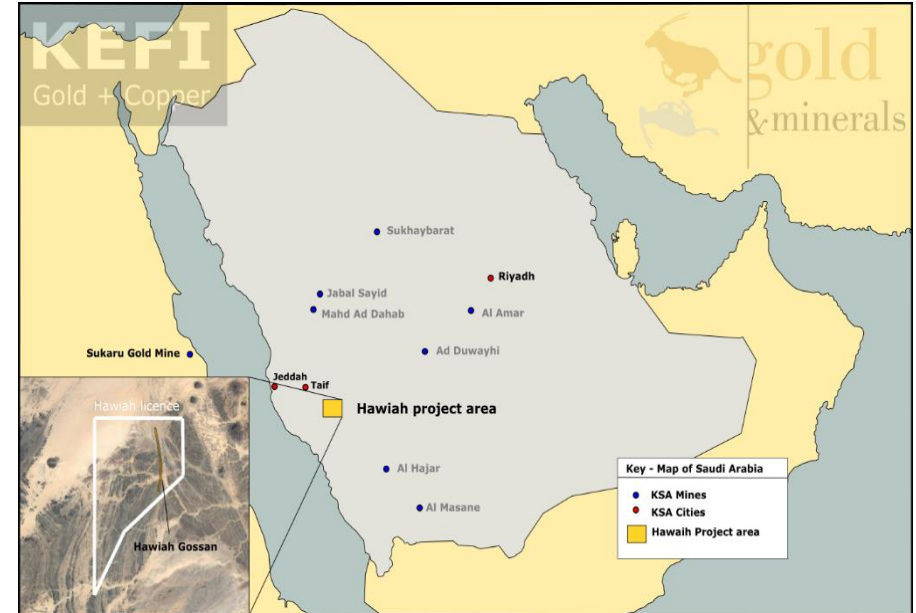 KEFI
Gold + Copper
gold
&minerals
Sukhaybarat
Riyadh
Jabal Sayid
Mahd Ad Dahab
Al Amar
Sukaru Gold Mine
Ad Duwayhi
Jeddah
Taif
Hawiah licence
Hawiah project area
Al Hajar
Key - Map of Saudi Arabia
KSA Mines
KSA Cities
Hawaih Project area
Al Masane
Hawiah Gossan